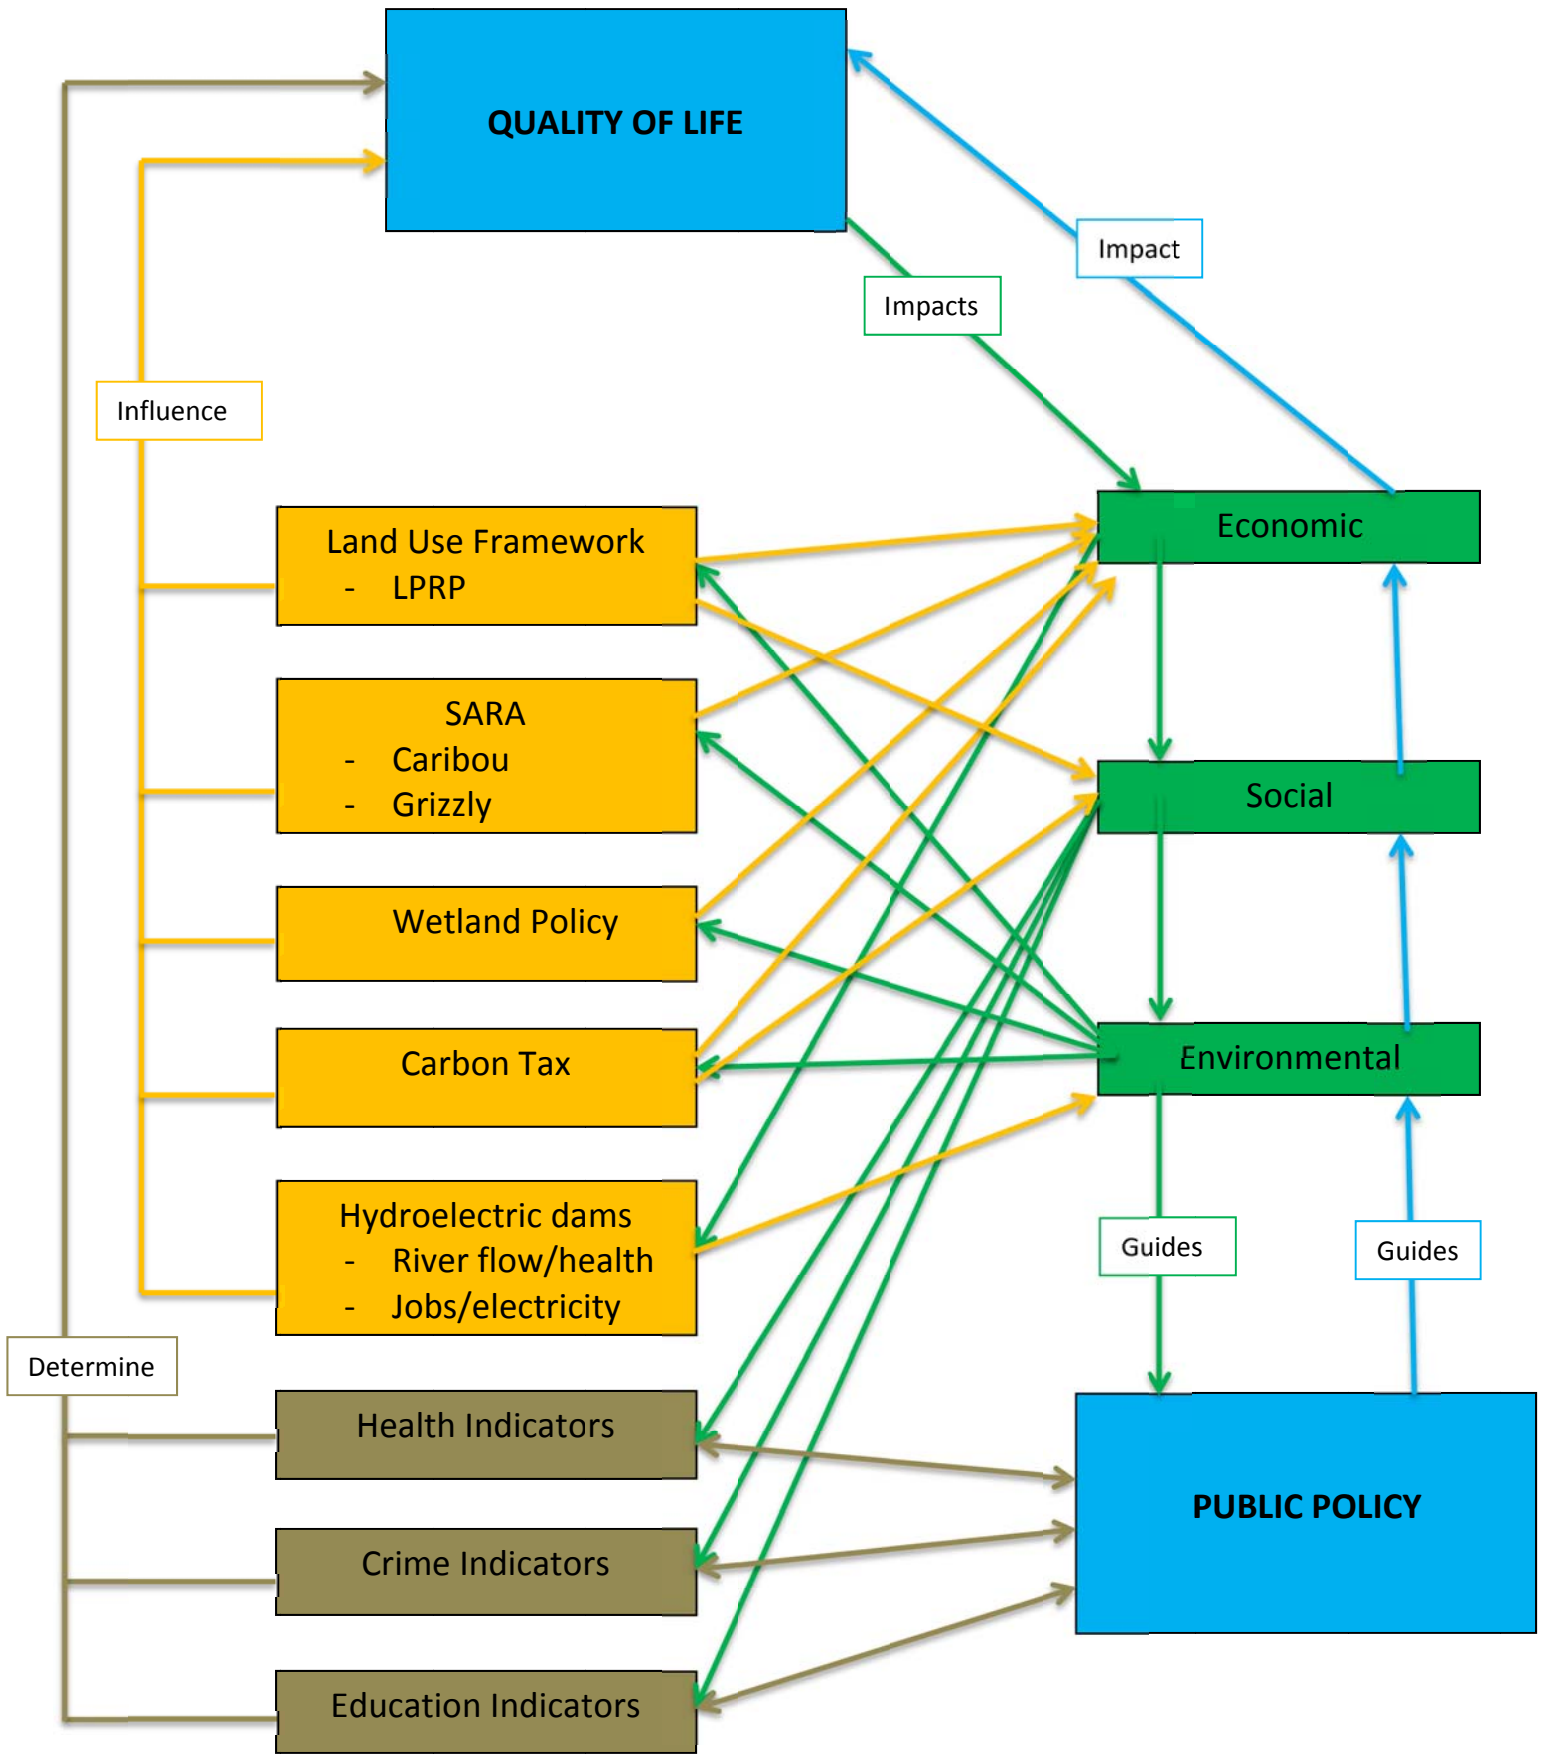 QUALITY OF LIFE
Impact
Impacts
Influence
Land Use Framework
- LPRP
Economic
SARA
- Caribou
- Grizzly
Social
Wetland Policy
Carbon Tax
Environmental
Hydroelectric dams
- River flow/health
- Jobs/electricity
Guides
Guides
Determine
Health Indicators
PUBLIC POLICY
Crime Indicators
Education Indicators